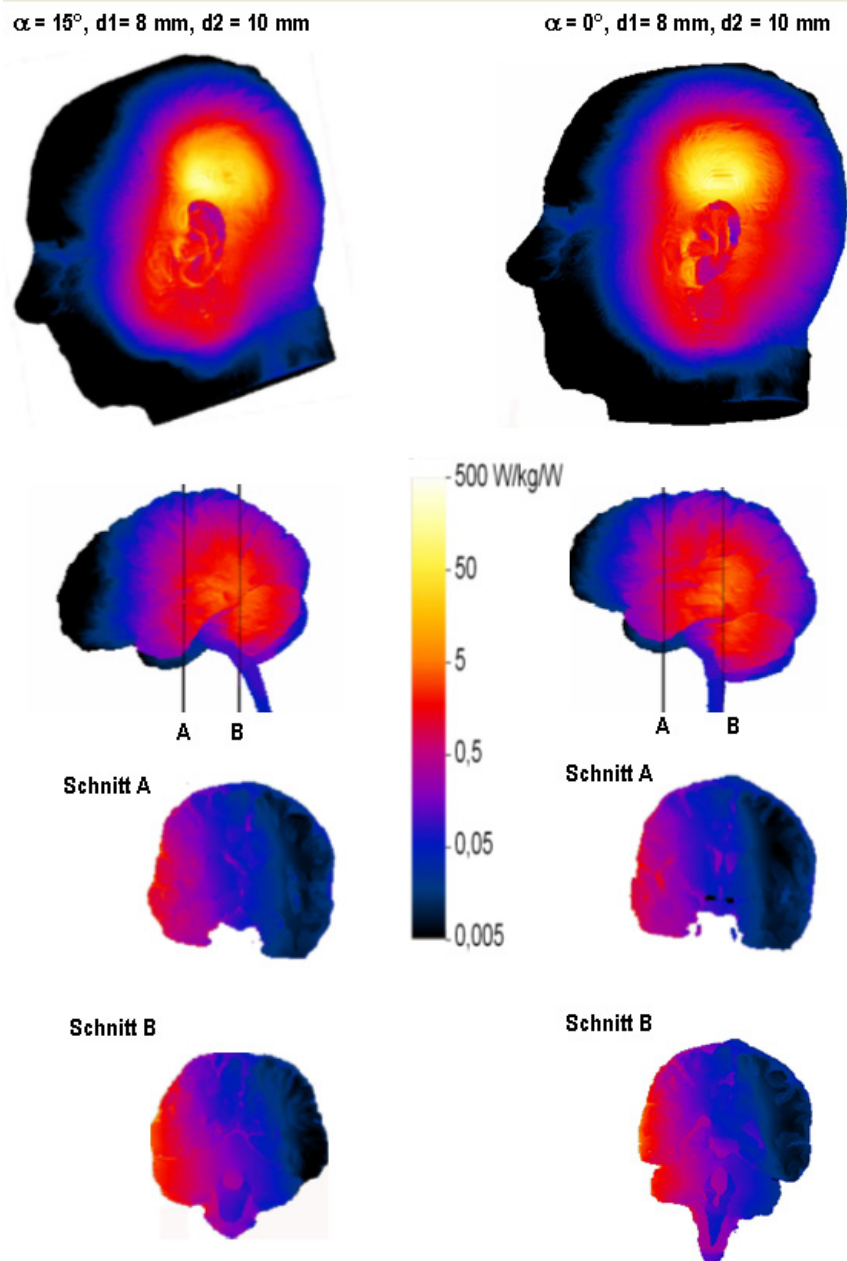 α = 15°, d1= 8 mm, d2 = 10 mm
α = 0°, d1= 8 mm, d2 = 10 mm
500 W/kg/W
50
5
0,5
0,05
0,005
A B
A B
Schnitt A
Schnitt A
Schnitt B
Schnitt B